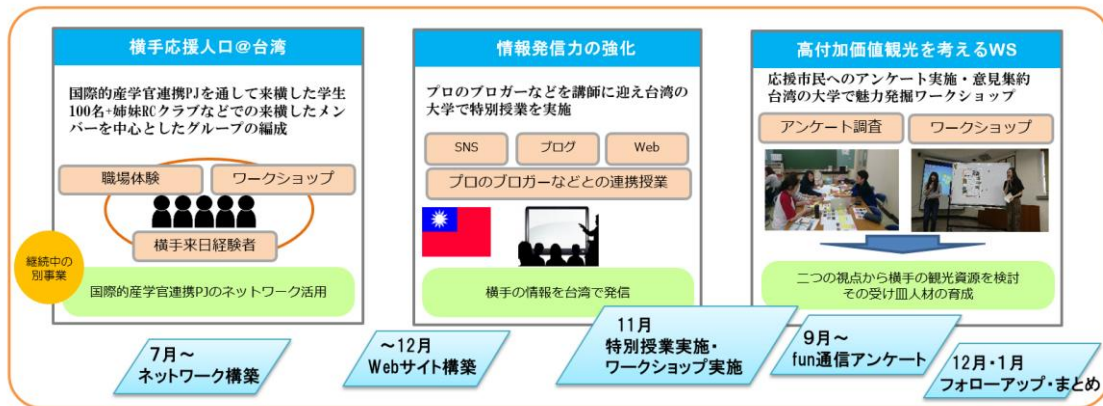 横手応援人口@台湾
国際的産学官連携PJを通して来横した学生
100名+姉妹RCクラブなどでの来横したメン
バーを中心としたグループの編成
職場体験
ワークショップ
横手来日経験者
継続中の
別事業
国際的産学官連携PJのネットワーク活用
情報発信力の強化
プロのブロガーなどを講師に迎え台湾の
大学で特別授業を実施
SNS
ブログ
Web
プロのブロガーなどとの連携授業
横手の情報を台湾で発信
高付加価値観光を考えるWS
応援市民へのアンケート実施・意見集約
台湾の大学で魅力発掘ワークショップ
アンケート調査
ワークショップ
二つの視点から横手の観光資源を検討
その受け皿人材の育成
7月~
ネットワーク構築
~12月
Webサイト構築
11月
特別授業実施・
ワークショップ実施
9月~
fun通信アンケート
12月・1月
フォローアップ・まとめ